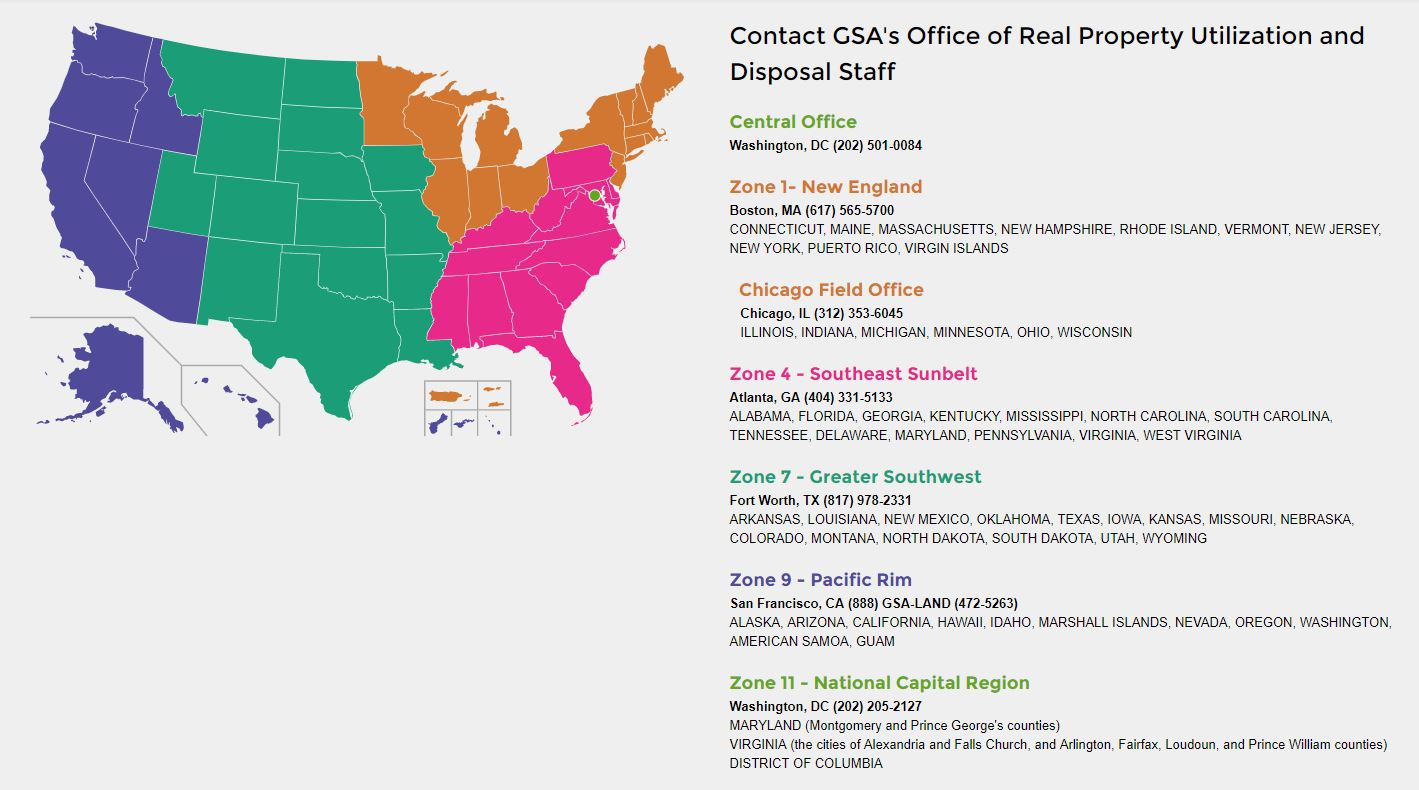 Contact GSA's Office of Real Property Utilization and
Disposal Staff
Central Office
Washington, DC (202) 501-0084
Zone 1- New England
Boston, MA (617) 565-5700
CONNECTICUT, MAINE, MASSACHUSETTS, NEW HAMPSHIRE, RHODE ISLAND, VERMONT, NEW JERSEY,
NEW YORK, PUERTO RICO, VIRGIN ISLANDS
Chicago Field Office
Chicago, IL (312) 353-6045
ILLINOIS, INDIANA, MICHIGAN, MINNESOTA, OHIO, WISCONSIN
Zone 4 - Southeast Sunbelt
Atlanta, GA (404) 331-5133
ALABAMA, FLORIDA, GEORGIA, KENTUCKY, MISSISSIPPI, NORTH CAROLINA, SOUTH CAROLINA,
TENNESSEE, DELAWARE, MARYLAND, PENNSYLVANIA, VIRGINIA, WEST VIRGINIA
Zone 7 - Greater Southwest
Fort Worth, TX (817) 978-2331
ARKANSAS, LOUISIANA, NEW MEXICO, OKLAHOMA, TEXAS, IOWA, KANSAS, MISSOURI, NEBRASKA,
COLORADO, MONTANA, NORTH DAKOTA, SOUTH DAKOTA, UTAH, WYOMING
Zone 9 - Pacific Rim
San Francisco, CA (888) GSA-LAND (472-5263)
ALASKA, ARIZONA, CALIFORNIA, HAWAII, IDAHO, MARSHALL ISLANDS, NEVADA, OREGON, WASHINGTON,
AMERICAN SAMOA, GUAM
Zone 11 - National Capital Region
Washington, DC (202) 205-2127
MARYLAND (Montgomery and Prince George's counties)
VIRGINIA (the cities of Alexandria and Falls Church, and Arlington, Fairfax, Loudoun, and Prince William counties)
DISTRICT OF COLUMBIA